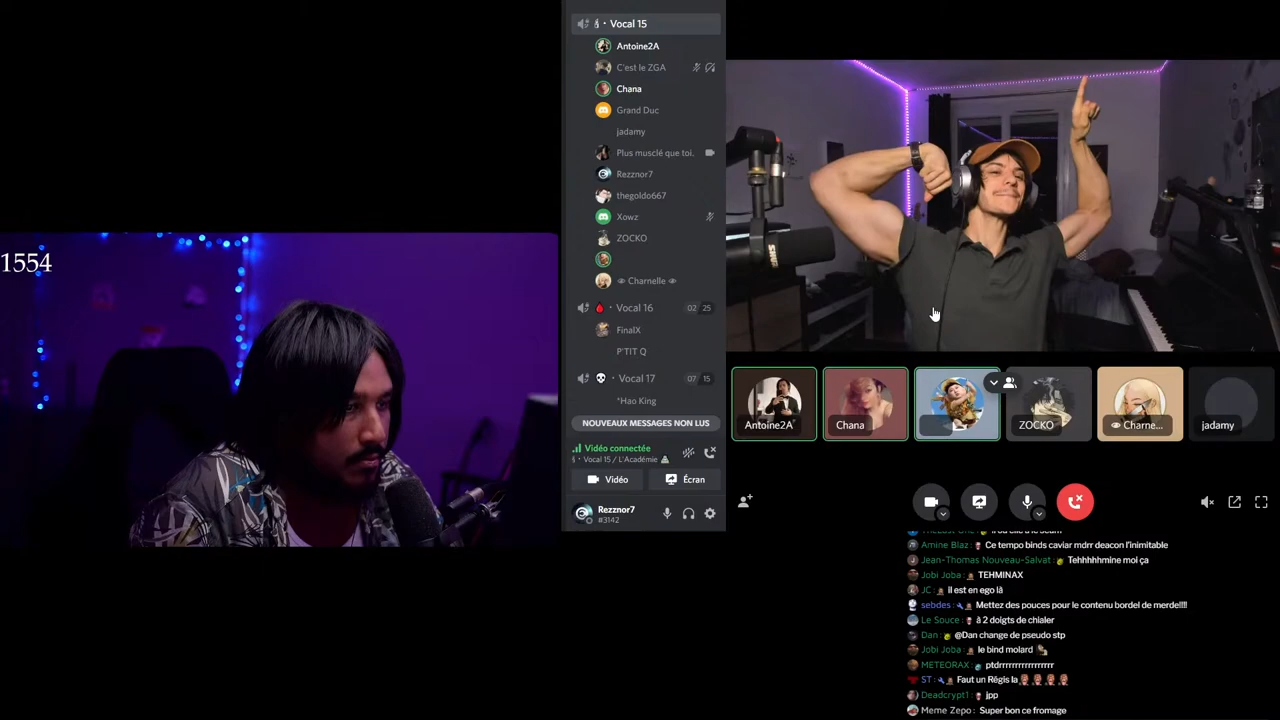 1554
Vocal 15
Antoine2A
C'est le ZGA
Chana
Grand Duc
jadamy
Plus musclé que toi.
Rezznor7
thegoldo667
Xowz
ZOCKO
Charnelle
Vocal 16 02 25
FinalX
P'TIT Q
Vocal 17 07 15
*Hao King
NOUVEAUX MESSAGES NON LUS
Vidéo connectée
Vocal 15 / L'Académie
Vidéo Écran
Rezznor7
#3142
SHURE
Antoine2A Chana ZOCKO Charne... jadamy
Amine Blaz : Ce tempo binds caviar mdrr deacon l'inimitable
Jean-Thomas Nouveau-Salvat : Tehhhhhmine moi ça
Jobi Joba : TEHMINAX
JC : il est en ego là
sebdes : Mettez des pouces pour le contenu bordel de merde!!!!
Le Souce : à 2 doigts de chialer
Dan : @Dan change de pseudo stp
Jobi Joba : le bind molard
METEORAX : ptdrrrrrrrrrrrrrrrrr
ST : Faut un Régis la
Deadcrypt1 : jpp
Meme Zepo : Super bon ce fromage